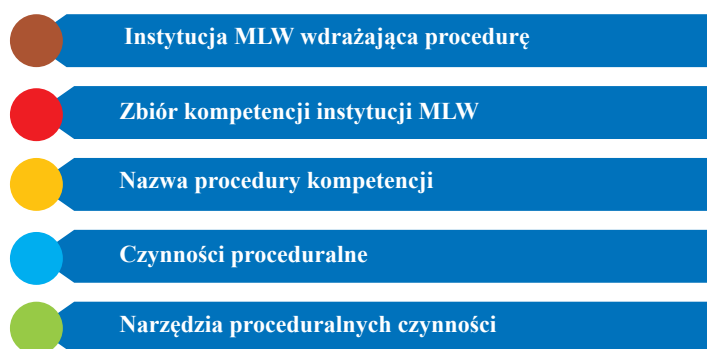 Instytucja MLW wdrażająca procedurę
Zbiór kompetencji instytucji MLW
Nazwa procedury kompetencji
Czynności proceduralne
Narzędzia proceduralnych czynności